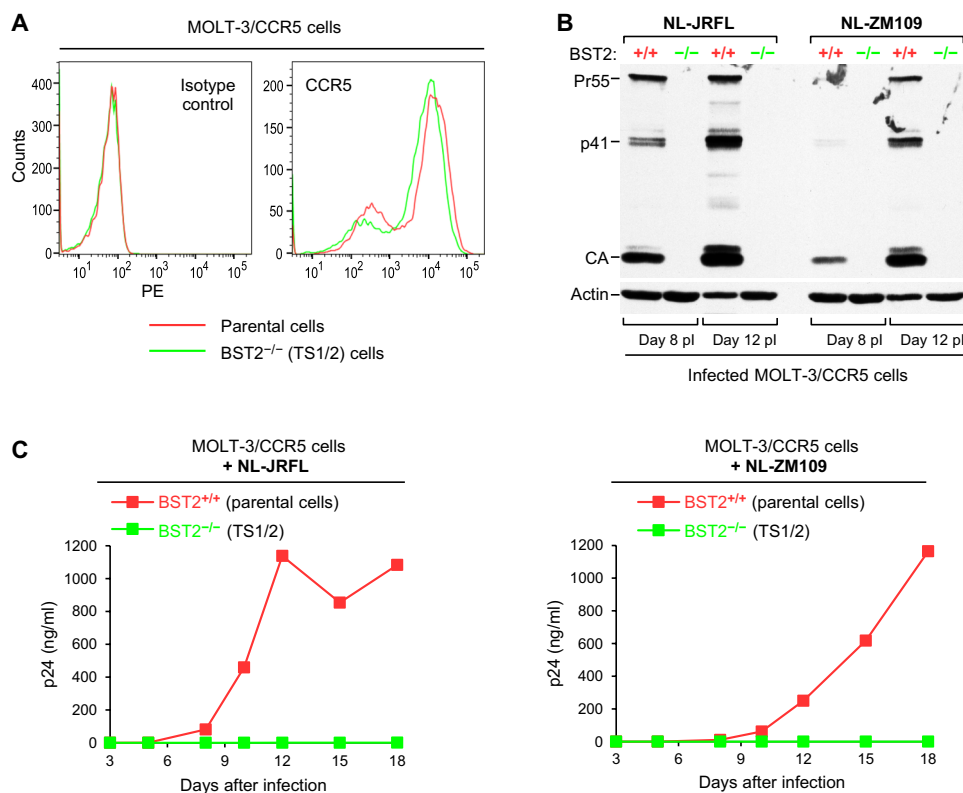 A
MOLT-3/CCR5 cells
Isotype control
CCR5
Counts
400
300
200
100
0
200
150
100
50
0
10¹ 10² 10³ 10⁴ 10⁵
10¹ 10² 10³ 10⁴ 10⁵
PE
Parental cells
BST2⁻/⁻ (TS1/2) cells
B
NL-JRFL NL-ZM109
BST2: +/+ −/− +/+ −/− +/+ −/− +/+ −/−
Pr55
p41
CA
Actin
Day 8 pI Day 12 pI Day 8 pI Day 12 pI
Infected MOLT-3/CCR5 cells
C
MOLT-3/CCR5 cells
+ NL-JRFL
BST2⁺/⁺ (parental cells)
BST2⁻/⁻ (TS1/2)
p24 (ng/ml)
1200
1000
800
600
400
200
0
3 6 9 12 15 18
Days after infection
MOLT-3/CCR5 cells
+ NL-ZM109
BST2⁺/⁺ (parental cells)
BST2⁻/⁻ (TS1/2)
p24 (ng/ml)
1200
1000
800
600
400
200
0
3 6 9 12 15 18
Days after infection